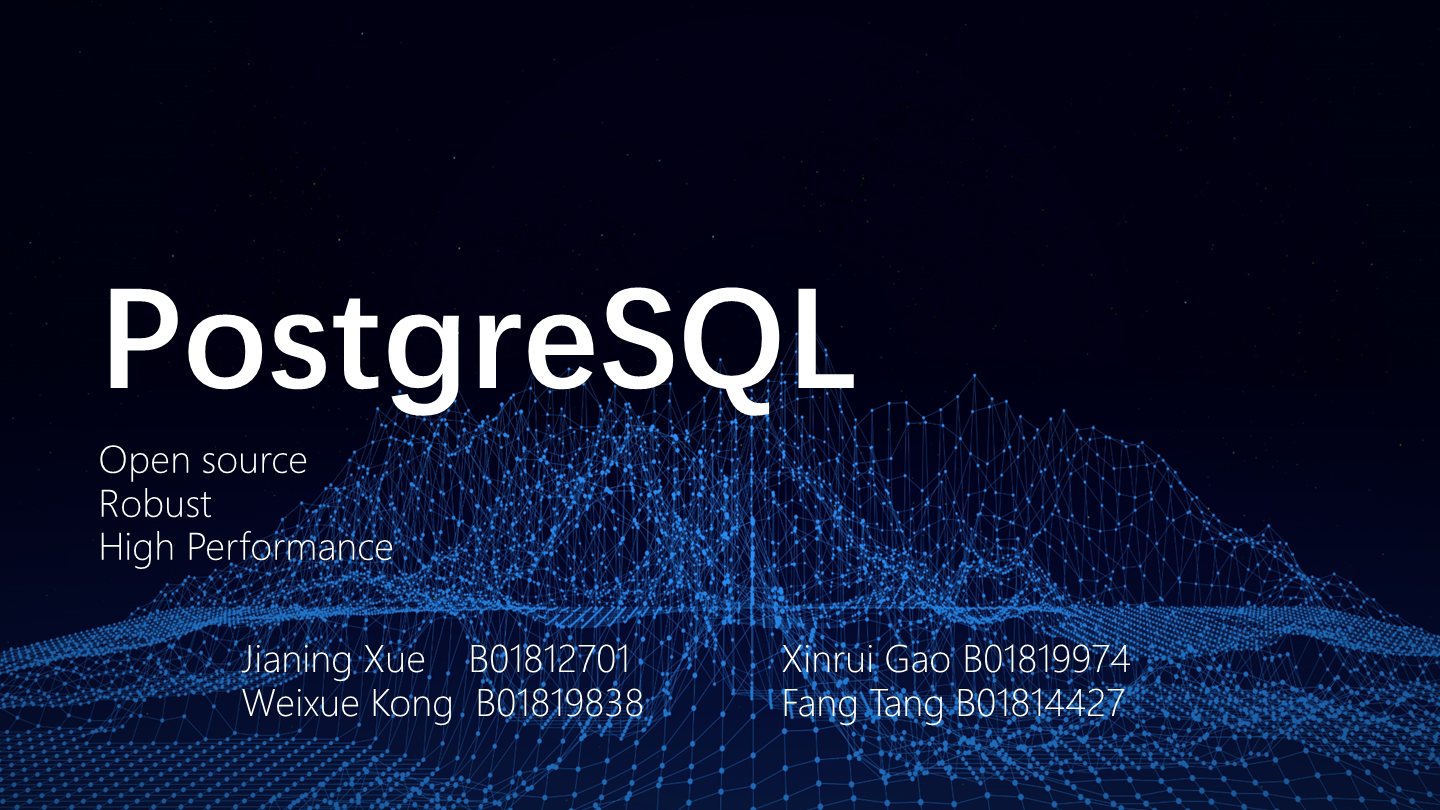 PostgreSQL
Open source
Robust
High Performance
Jianing Xue B01812701
Weixue Kong B01819838
Xinrui Gao B01819974
Fang Tang B01814427